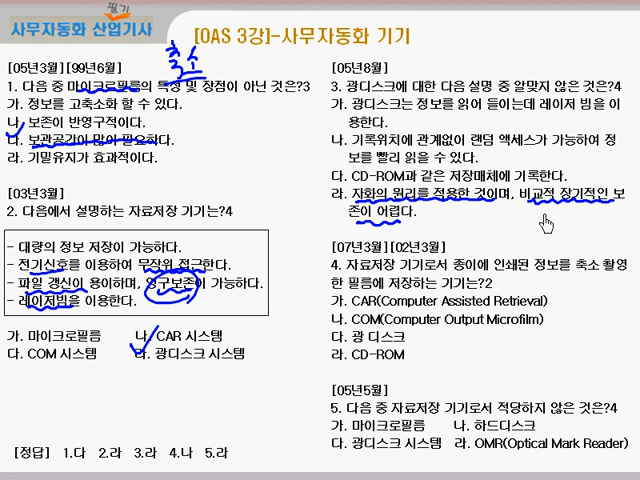 필기
사무자동화 산업기사
[OAS 3강]-사무자동화 기기
축소
[05년3월][99년6월]
1. 다음 중 마이크로필름의 특징 및 장점이 아닌 것은?3
가. 정보를 고축소화 할 수 있다.
나. 보존이 반영구적이다.
다. 보관공간이 많이 필요하다.
라. 기밀유지가 효과적이다.
[03년3월]
2. 다음에서 설명하는 자료저장 기기는?4
- 대량의 정보 저장이 가능하다.
- 전기신호를 이용하여 무작위 접근한다.
- 파일 갱신이 용이하며, 영구보존이 가능하다.
- 레이저빔을 이용한다.
가. 마이크로필름 나. CAR 시스템
다. COM 시스템 라. 광디스크 시스템
[정답] 1.다 2.라 3.라 4.나 5.라
[05년8월]
3. 광디스크에 대한 다음 설명 중 알맞지 않은 것은?4
가. 광디스크는 정보를 읽어 들이는데 레이저 빔을 이
용한다.
나. 기록위치에 관계없이 랜덤 액세스가 가능하여 정
보를 빨리 읽을 수 있다.
다. CD-ROM과 같은 저장매체에 기록한다.
라. 자화의 원리를 적용한 것이며, 비교적 장기적인 보
존이 어렵다.
[07년3월][02년3월]
4. 자료저장 기기로서 종이에 인쇄된 정보를 축소 촬영
한 필름에 저장하는 기기는?2
가. CAR(Computer Assisted Retrieval)
나. COM(Computer Output Microfilm)
다. 광 디스크
라. CD-ROM
[05년5월]
5. 다음 중 자료저장 기기로서 적당하지 않은 것은?4
가. 마이크로필름 나. 하드디스크
다. 광디스크 시스템 라. OMR(Optical Mark Reader)